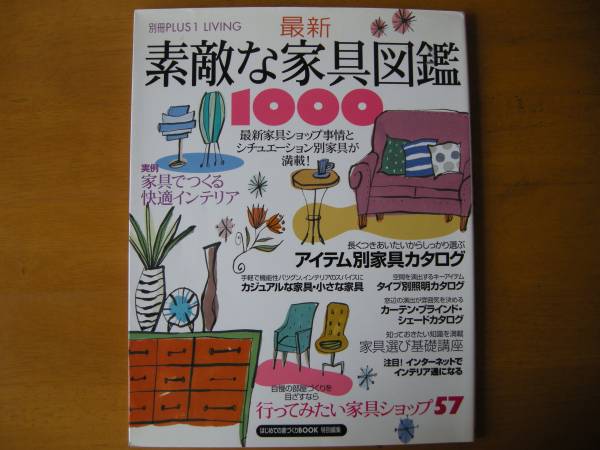 別冊PLUS1 LIVING
最新
素敵な家具図鑑
1000
最新家具ショップ事情と
シチュエーション別家具が
満載!
実例
家具でつくる
快適インテリア
長くつきあいたいからしっかり選ぶ
アイテム別家具カタログ
手軽で機能性バツグン、インテリアのスパイスに
カジュアルな家具・小さな家具
空間を演出するキーアイテム
タイプ別照明カタログ
窓辺の演出が雰囲気を決める
カーテン・ブラインド・
シェードカタログ
知っておきたい知識を満載
家具選び基礎講座
注目! インターネットで
インテリア通になる
自慢の部屋づくりを
目ざすなら
行ってみたい家具ショップ57
はじめての家づくりBOOK 特別編集